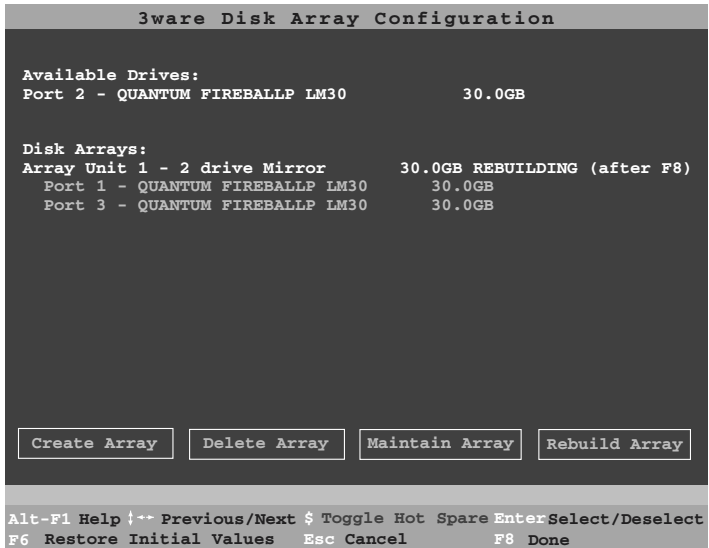 3ware Disk Array Configuration
Available Drives:
Port 2 - QUANTUM FIREBALLP LM30 30.0GB
Disk Arrays:
Array Unit 1 - 2 drive Mirror 30.0GB REBUILDING (after F8)
Port 1 - QUANTUM FIREBALLP LM30 30.0GB
Port 3 - QUANTUM FIREBALLP LM30 30.0GB
Create Array Delete Array Maintain Array Rebuild Array
Alt-F1 Help ↕↔ Previous/Next $ Toggle Hot Spare Enter Select/Deselect
F6 Restore Initial Values Esc Cancel F8 Done